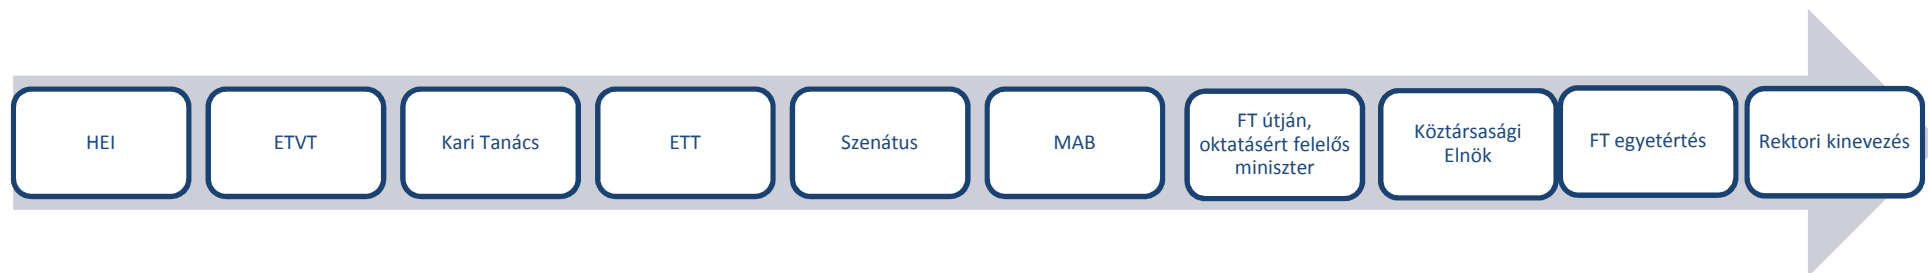 HEI
ETVT
Kari Tanács
ETT
Szenátus
MAB
FT útján,
oktatásért felelős
miniszter
Köztársasági
Elnök
FT egyetértés
Rektori kinevezés